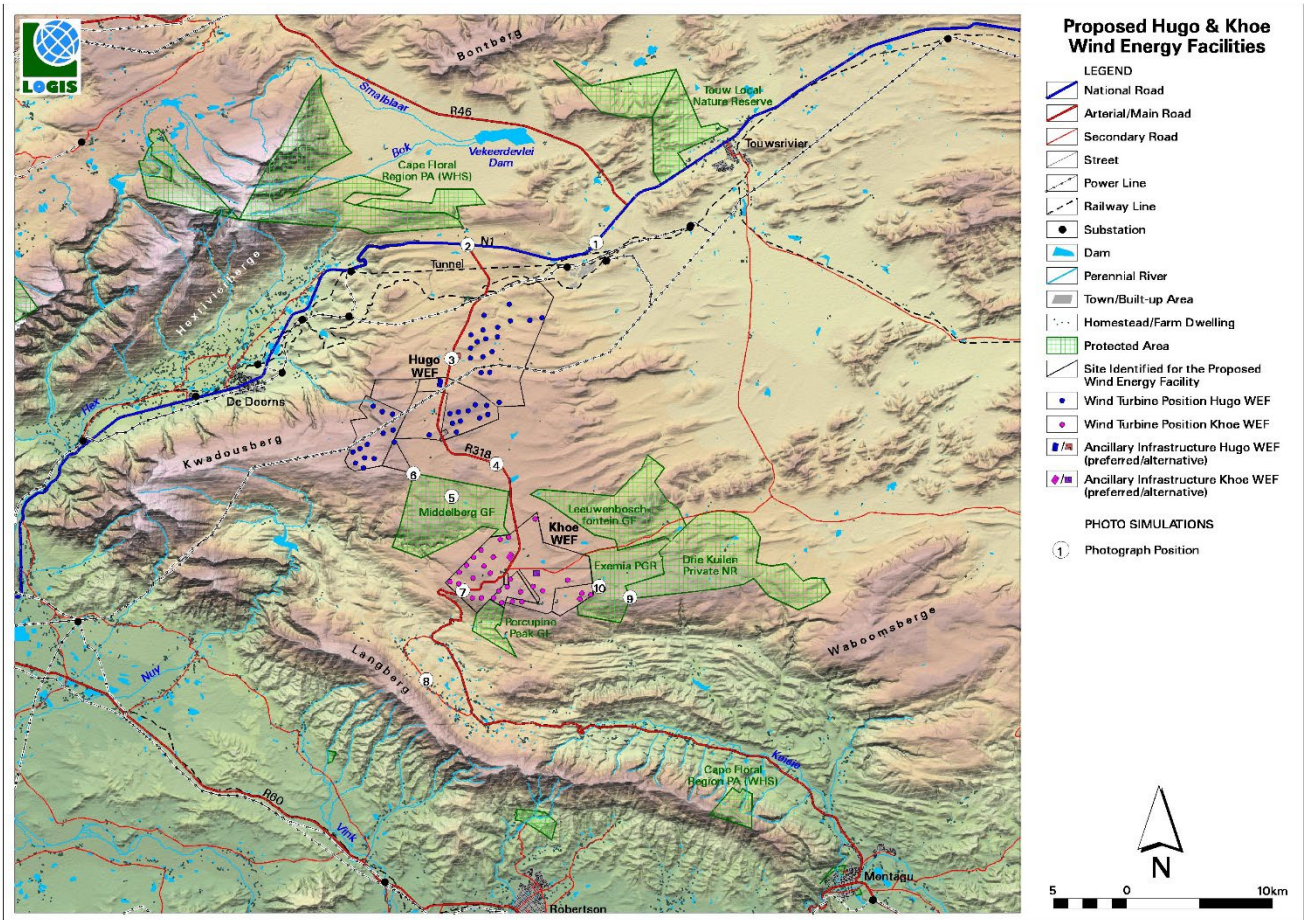 LOGIS
Bontberg
Smalblaar
R46
Touw Local
Nature Reserve
Touwsrivier
Bok
Vekeerdevlei
Dam
Cape Floral
Region PA (WHS)
1
2
N1
Tunnel
Hexrivierberge
3
Hugo
WEF
De Doorns
Hex
Kwadousberg
R318
4
6
5
Middelberg GF
Leeuwenbosch-
fontein GF
Khoe
WEF
Exemia PGR
Drie Kuilen
Private NR
7
10
9
Porcupine
Peak GF
Waboomsberge
Langberg
8
Nuy
Keisie
Cape Floral
Region PA (WHS)
R60
Vink
Montagu
Robertson
Proposed Hugo & Khoe
Wind Energy Facilities
LEGEND
National Road
Arterial/Main Road
Secondary Road
Street
Power Line
Railway Line
Substation
Dam
Perennial River
Town/Built-up Area
Homestead/Farm Dwelling
Protected Area
Site Identified for the Proposed
Wind Energy Facility
Wind Turbine Position Hugo WEF
Wind Turbine Position Khoe WEF
Ancillary Infrastructure Hugo WEF
(preferred/alternative)
Ancillary Infrastructure Khoe WEF
(preferred/alternative)
PHOTO SIMULATIONS
1 Photograph Position
N
5 0 10km